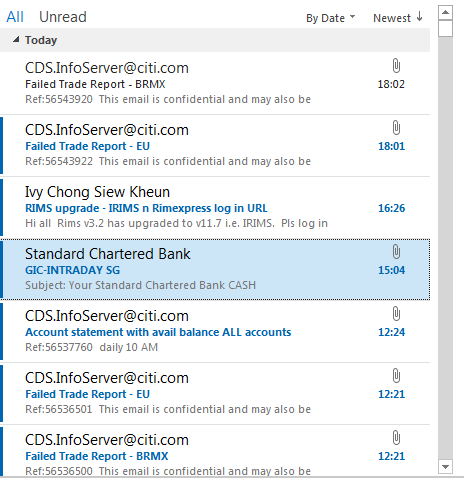 All Unread By Date Newest
Today
CDS.InfoServer@citi.com
Failed Trade Report - BRMX 18:02
Ref:56543920 This email is confidential and may also be
CDS.InfoServer@citi.com
Failed Trade Report - EU 18:01
Ref:56543922 This email is confidential and may also be
Ivy Chong Siew Kheun
RIMS upgrade - IRIMS n Rimexpress log in URL 16:26
Hi all Rims v3.2 has upgraded to v11.7 i.e. IRIMS. Pls log in
Standard Chartered Bank
GIC-INTRADAY SG 15:04
Subject: Your Standard Chartered Bank CASH
CDS.InfoServer@citi.com
Account statement with avail balance ALL accounts 12:24
Ref:56537760 daily 10 AM
CDS.InfoServer@citi.com
Failed Trade Report - EU 12:21
Ref:56536501 This email is confidential and may also be
CDS.InfoServer@citi.com
Failed Trade Report - BRMX 12:21
Ref:56536500 This email is confidential and may also be